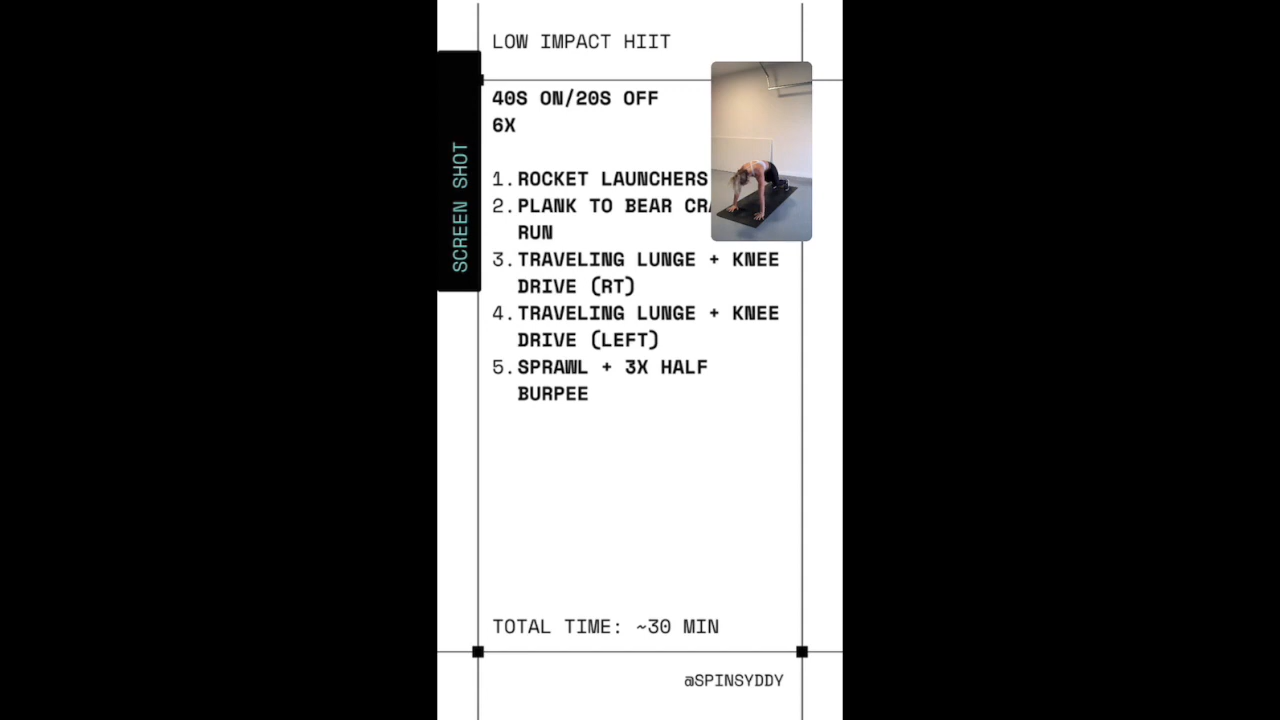 LOW IMPACT HIIT
SCREEN SHOT
40S ON/20S OFF
6X
1. ROCKET LAUNCHERS
2. PLANK TO BEAR
RUN
3. TRAVELING LUNGE + KNEE
DRIVE (RT)
4. TRAVELING LUNGE + KNEE
DRIVE (LEFT)
5. SPRAWL + 3X HALF
BURPEE
TOTAL TIME: ~30 MIN
@SPINSYDDY